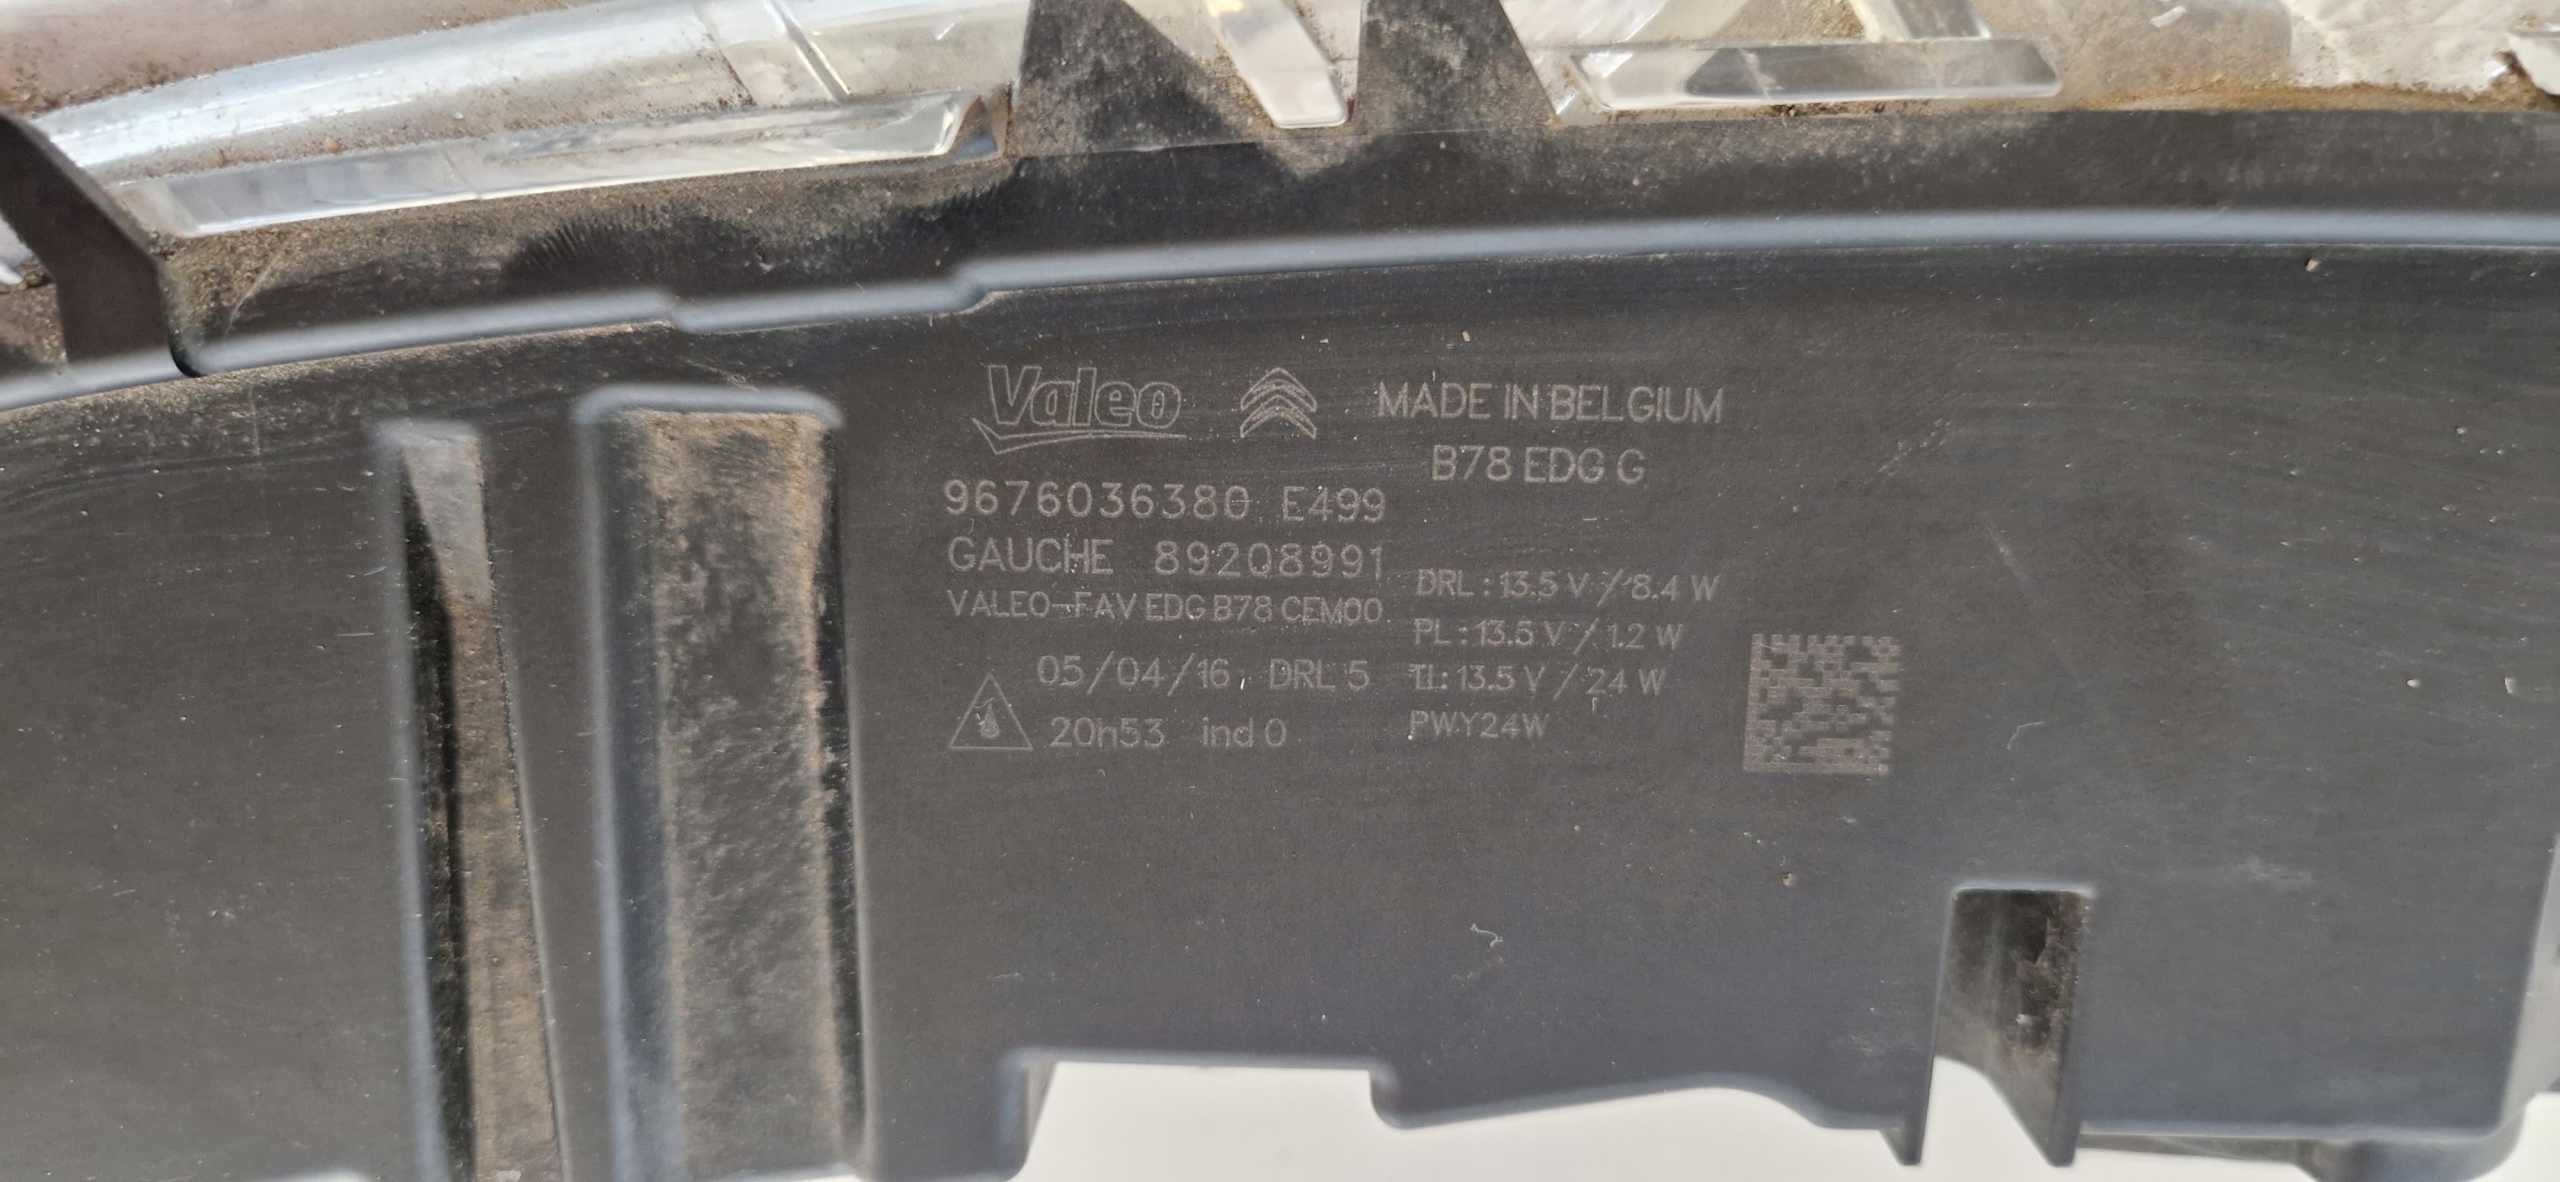 Valeo MADE IN BELGIUM
B78 EDG G
9676036380 E499
GAUCHE 89208991
VALEO-FAV EDG B78 CEM00
DRL : 13.5 V / 8.4 W
PL : 13.5 V / 1.2 W
05/04/16 DRL 5
TL: 13.5 V / 24 W
20h53 ind 0
PWY24W